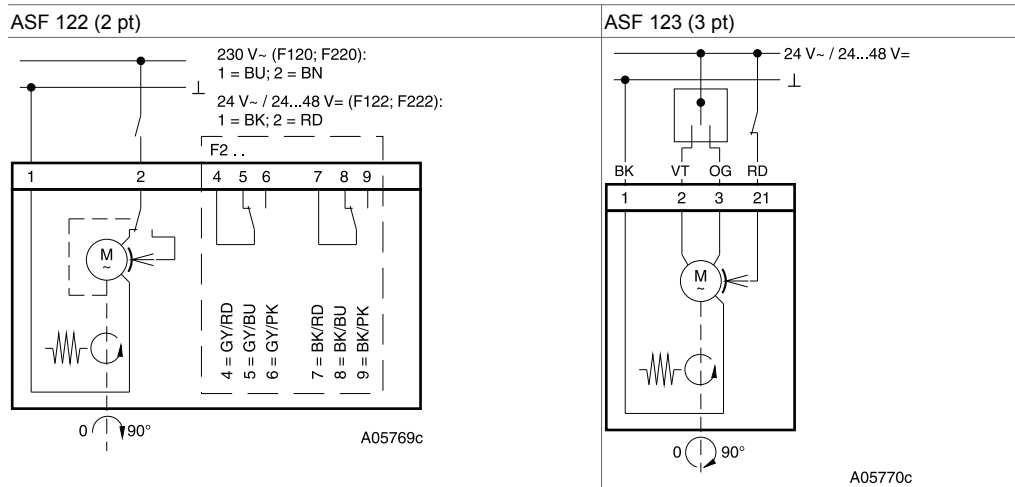 ASF 122 (2 pt)
230 V~ (F120; F220):
1 = BU; 2 = BN
⊥
24 V~ / 24...48 V= (F122; F222):
1 = BK; 2 = RD
F2 . .
1 2 4 5 6 7 8 9
M
~
4 = GY/RD
5 = GY/BU
6 = GY/PK
7 = BK/RD
8 = BK/BU
9 = BK/PK
0 90°
A05769c
ASF 123 (3 pt)
24 V~ / 24...48 V=
⊥
BK VT OG RD
1 2 3 21
M
~
0 90°
A05770c